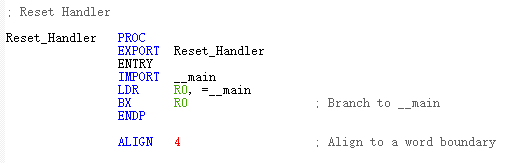 ; Reset Handler
Reset_Handler PROC
EXPORT Reset_Handler
ENTRY
IMPORT __main
LDR R0, =__main
BX R0 ; Branch to __main
ENDP
ALIGN 4 ; Align to a word boundary